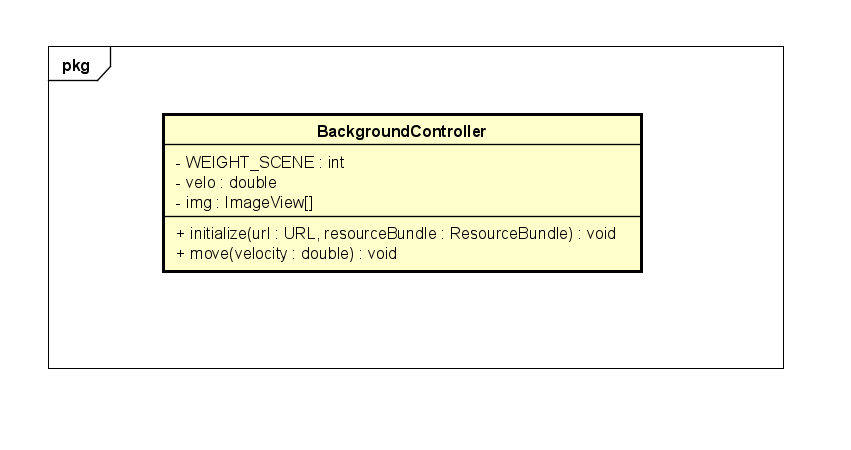 pkg
BackgroundController
- WEIGHT_SCENE : int
- velo : double
- img : ImageView[]
+ initialize(url : URL, resourceBundle : ResourceBundle) : void
+ move(velocity : double) : void